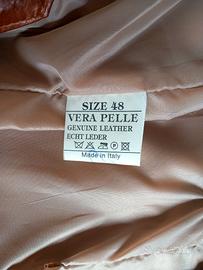 SIZE 48
VERA PELLE
GENUINE LEATHER
ECHT LEDER
Made in Italy